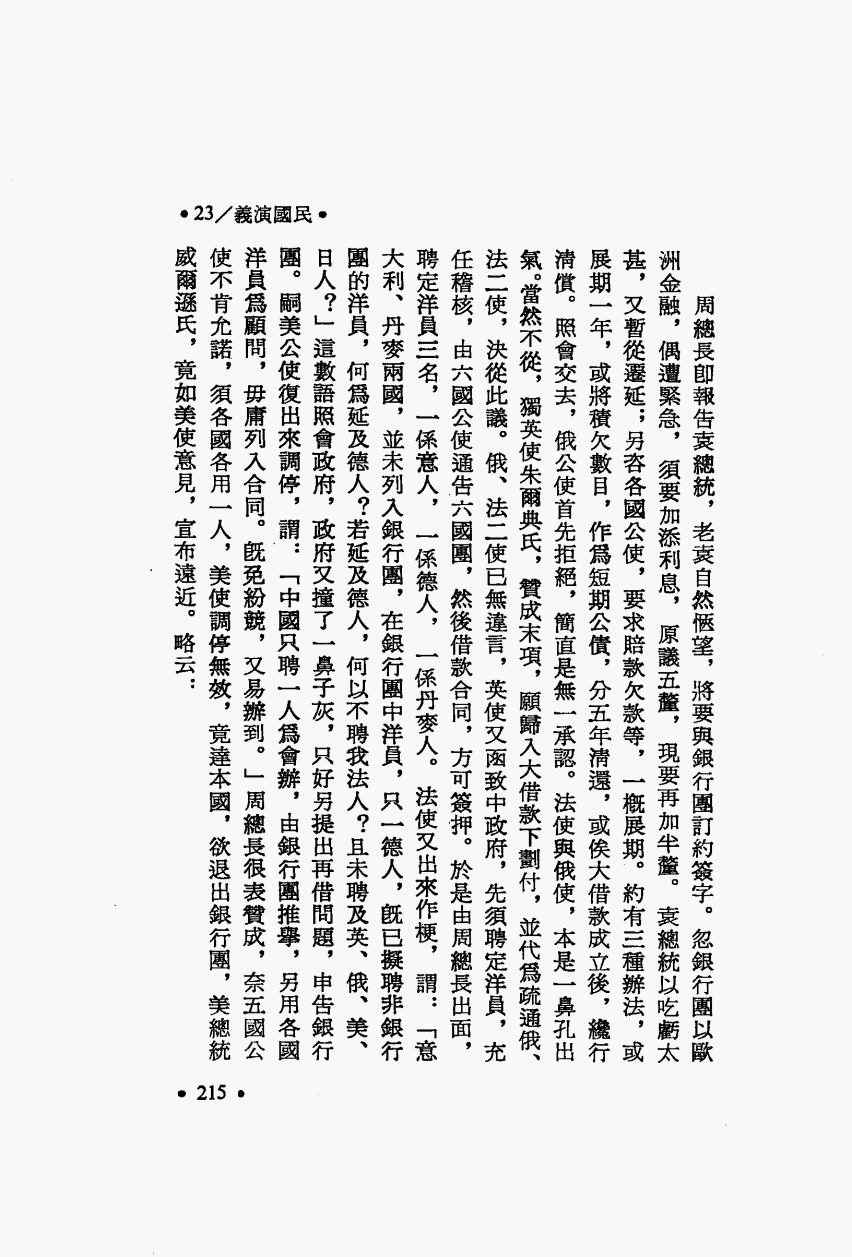 •23/義演國民•
周總長卽報告袁總統，老袁自然愜望，將要與銀行團訂約簽字。忽銀行團以歐
洲金融，偶遭緊急，須要加添利息，原議五釐，現要再加半釐。袁總統以吃虧太
甚，又暫從遷延；另咨各國公使，要求賠款欠款等，一槪展期。約有三種辦法，或
展期一年，或將積欠數目，作爲短期公債，分五年淸還，或俟大借款成立後，纔行
淸償。照會交去，俄公使首先拒絕，簡直是無一承認。法使與俄使，本是一鼻孔出
氣。當然不從，獨英使朱爾典氏，贊成末項，願歸入大借款下劃付，並代爲疏通俄、
法二使，決從此議。俄、法二使已無違言，英使又函致中政府，先須聘定洋員，充
任稽核，由六國公使通吿六國團，然後借款合同，方可簽押。於是由周總長出面，
聘定洋員三名，一係意人，一係德人，一係丹麥人。法使又出來作梗，謂：「意
大利、丹麥兩國，並未列入銀行團，在銀行團中洋員，只一德人，旣已擬聘非銀行
團的洋員，何爲延及德人？若延及德人，何以不聘我法人？且未聘及英、俄、美、
日人？」這數語照會政府，政府又撞了一鼻子灰，只好另提出再借問題，申吿銀行
團。嗣美公使復出來調停，謂：「中國只聘一人爲會辦，由銀行團推擧，另用各國
洋員爲顧問，毋庸列入合同。旣免紛競，又易辦到。」周總長很表贊成，奈五國公
使不肯允諾，須各國各用一人，美使調停無效，竟達本國，欲退出銀行團，美總統
威爾遜氏，竟如美使意見，宣布遠近。略云：
• 215 •